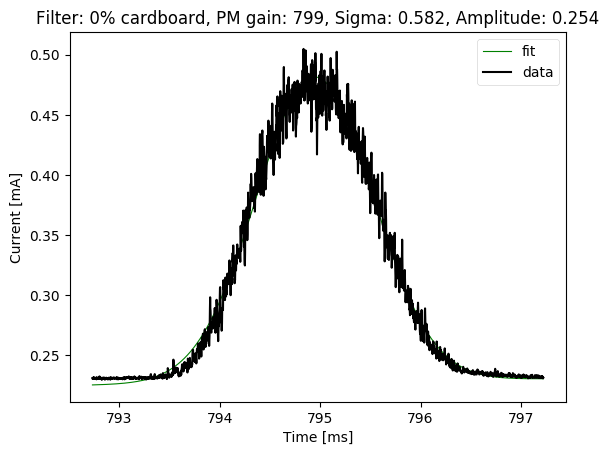 Filter: 0% cardboard, PM gain: 799, Sigma: 0.582, Amplitude: 0.254
fit
data
0.50
0.45
0.40
0.35
0.30
0.25
Current [mA]
793 794 795 796 797
Time [ms]